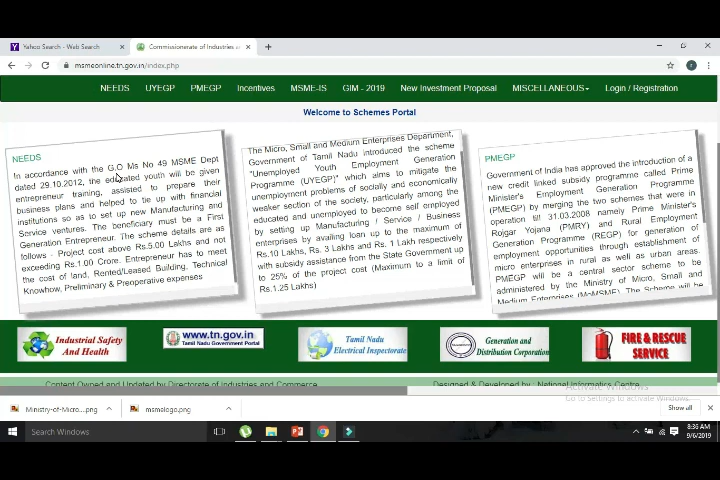 Yahoo Search - Web Search
Commissionerate of Industries an
msmeonline.tn.gov.in/index.php
NEEDS UYEGP PMEGP Incentives MSME-IS GIM - 2019 New Investment Proposal MISCELLANEOUS Login / Registration
Welcome to Schemes Portal
NEEDS
In accordance with the G.O Ms No 49 MSME Dept
dated 29.10.2012, the educated youth will be given
entrepreneur training, assisted to prepare their
business plans and helped to tie up with financial
institutions so as to set up new Manufacturing and
Service ventures. The beneficiary must be a First
Generation Entrepreneur. The scheme details are as
follows - Project cost above Rs.5.00 Lakhs and not
exceeding Rs.1.00 Crore. Entrepreneur has to meet
the cost of land, Rented/Leased Building, Technical
Knowhow, Preliminary & Preoperative expenses
The Micro, Small and Medium Enterprises Department,
Government of Tamil Nadu introduced the scheme
"Unemployed Youth Employment Generation
Programme (UYEGP)" which aims to mitigate the
unemployment problems of socially and economically
weaker section of the society, particularly among the
educated and unemployed to become self employed
by setting up Manufacturing / Service / Business
enterprises by availing loan up to the maximum of
Rs.10 Lakhs, Rs. 3 Lakhs and Rs. 1 Lakh respectively
with subsidy assistance from the State Government up
to 25% of the project cost (Maximum to a limit of
Rs.1.25 Lakhs)
PMEGP
Government of India has approved the introduction of a
new credit linked subsidy programme called Prime
Minister's Employment Generation Programme
(PMEGP) by merging the two schemes that were in
operation till 31.03.2008 namely Prime Minister's
Rojgar Yojana (PMRY) and Rural Employment
Generation Programme (REGP) for generation of
employment opportunities through establishment of
micro enterprises in rural as well as urban areas.
PMEGP will be a central sector scheme to be
administered by the Ministry of Micro, Small and
Medium Enterprises (MoMSME). The Scheme will be
Industrial Safety
And Health
www.tn.gov.in
Tamil Nadu Government Portal
Tamil Nadu
Electrical Inspectorate
Generation and
Distribution Corporation
FIRE & RESCUE
SERVICE
Content Owned and Updated by Directorate of Industries and Commerce
Designed & Developed by : National Informatics Centre
Activate Windows
Go to Settings to activate Windows.
Ministry-of-Micro....png
msmelogo.png
Show all
Search Windows
8:36 AM
9/6/2019